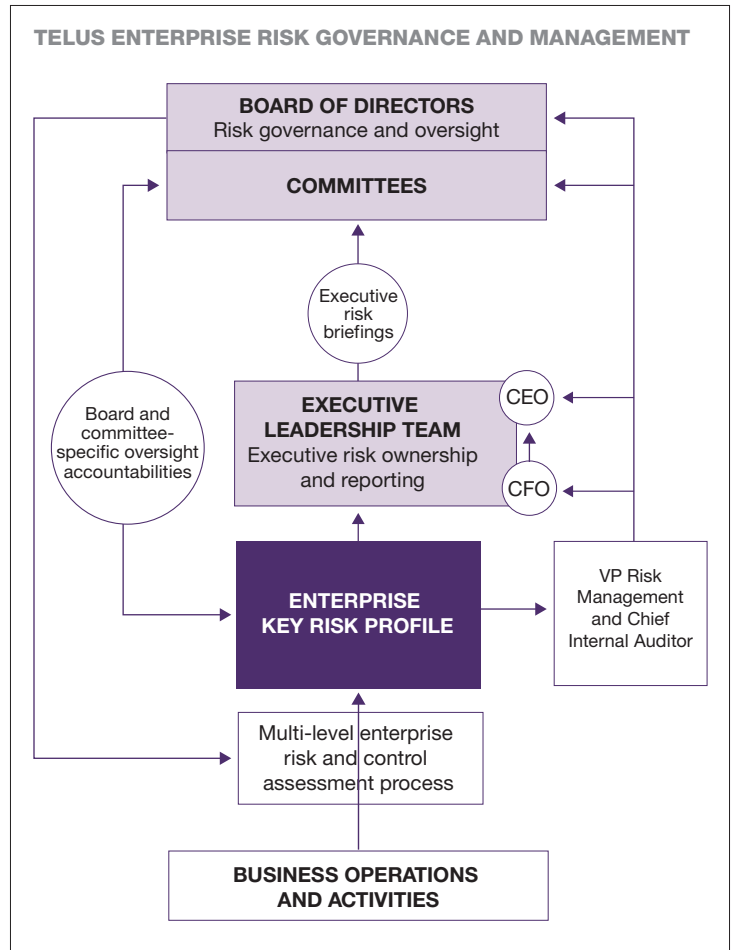 TELUS ENTERPRISE RISK GOVERNANCE AND MANAGEMENT
BOARD OF DIRECTORS
Risk governance and oversight
COMMITTEES
Executive
risk
briefings
Board and
committee-
specific oversight
accountabilities
EXECUTIVE
LEADERSHIP TEAM
Executive risk ownership
and reporting
CEO
CFO
ENTERPRISE
KEY RISK PROFILE
VP Risk
Management
and Chief
Internal Auditor
Multi-level enterprise
risk and control
assessment process
BUSINESS OPERATIONS
AND ACTIVITIES